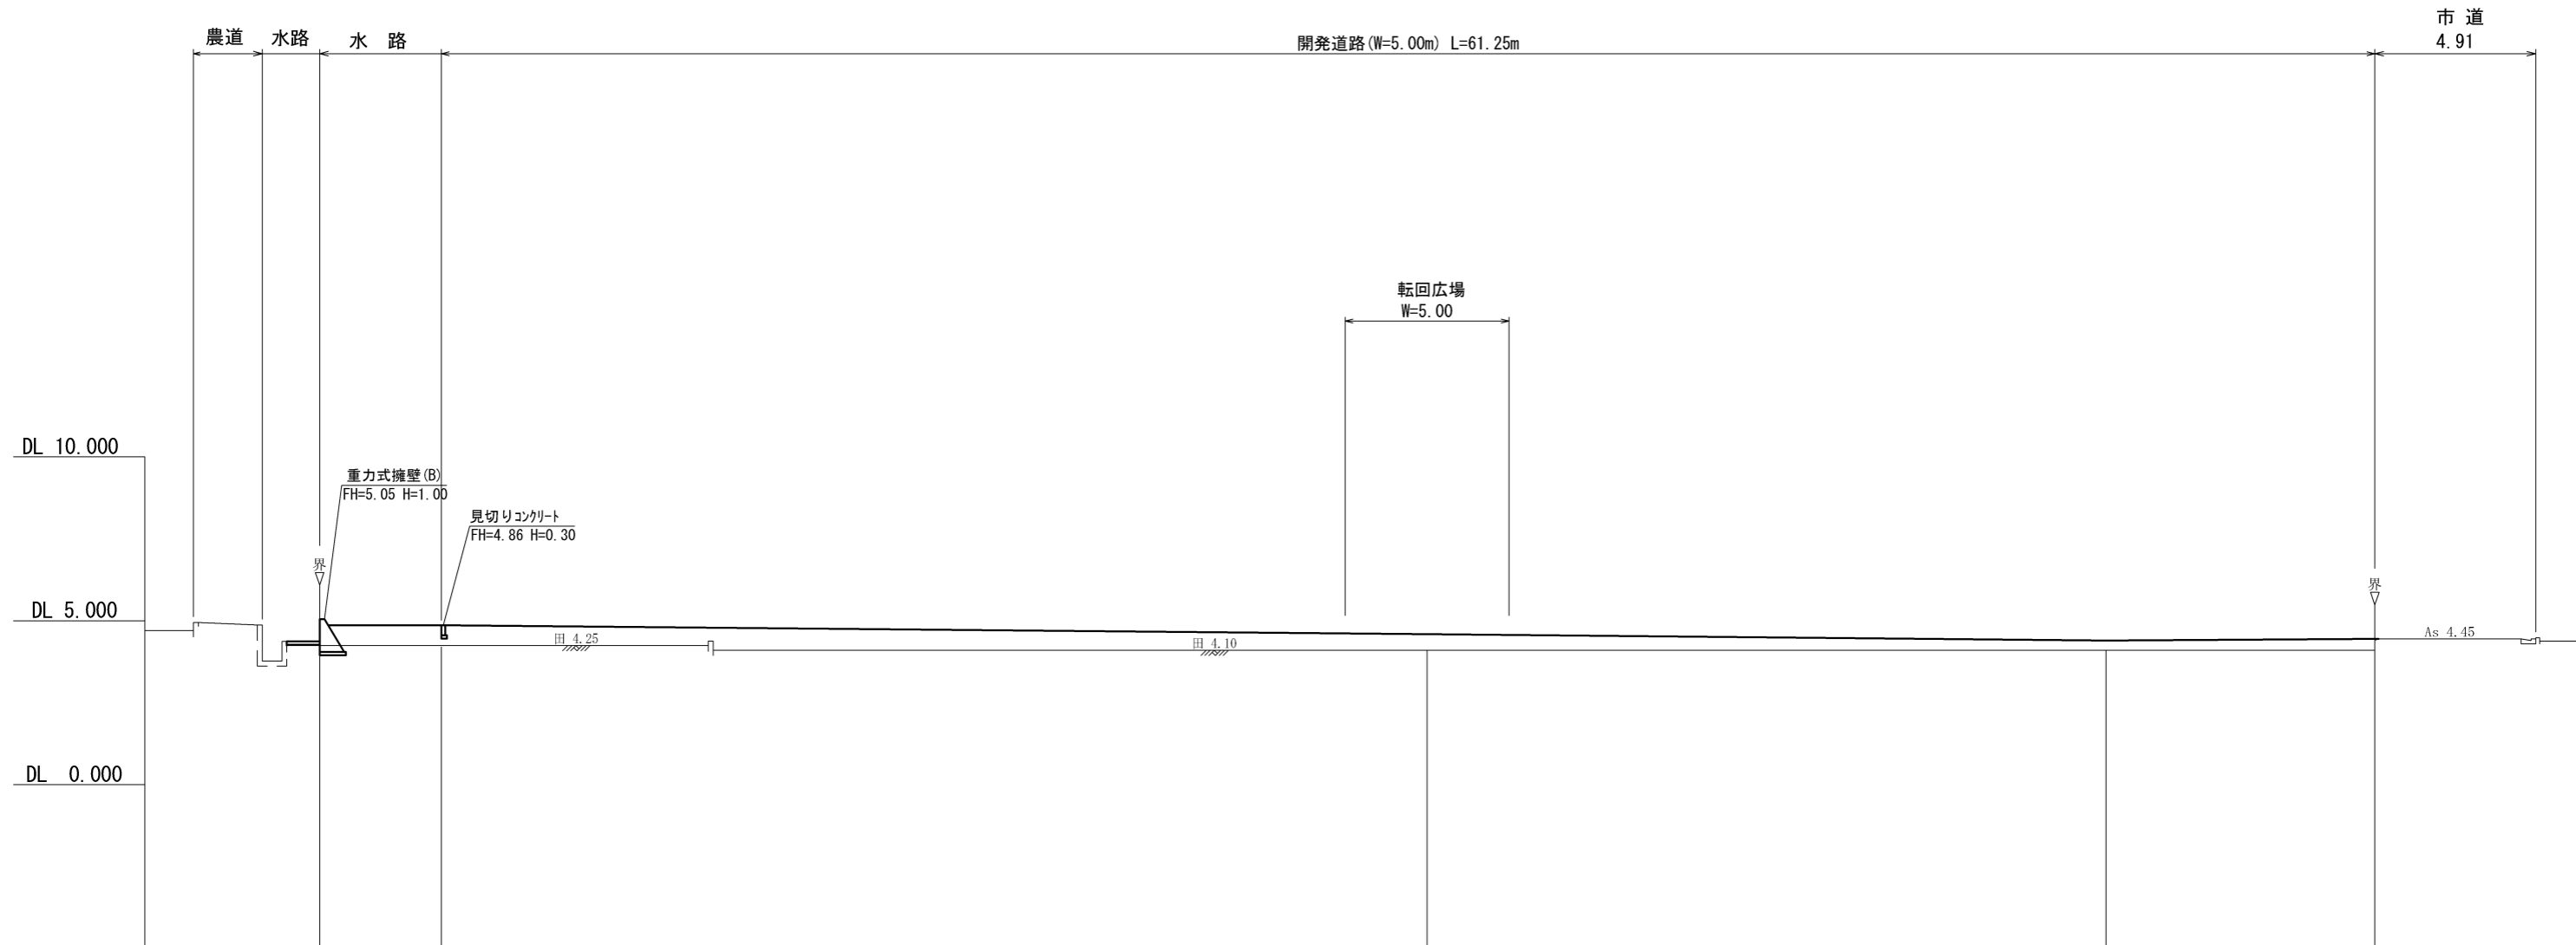 農道
水路
水 路
開発道路(W=5.00m) L=61.25m
市 道
4.91
転回広場
W=5.00
DL 10.000
重力式擁壁(B)
FH=5.05 H=1.00
見切りｺﾝｸﾘｰﾄ
FH=4.86 H=0.30
界
界
DL 5.000
田 4.25
田 4.10
As 4.45
DL 0.000